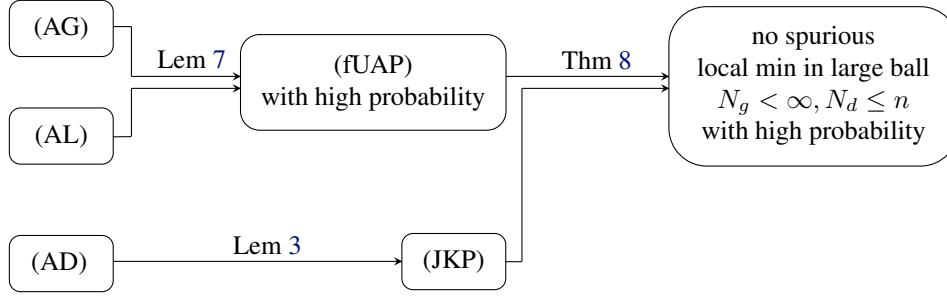 (AG)
Lem 7
(AL)
(fUAP)
with high probability
Thm 8
no spurious
local min in large ball
N_g < ∞, N_d ≤ n
with high probability
(AD)
Lem 3
(JKP)